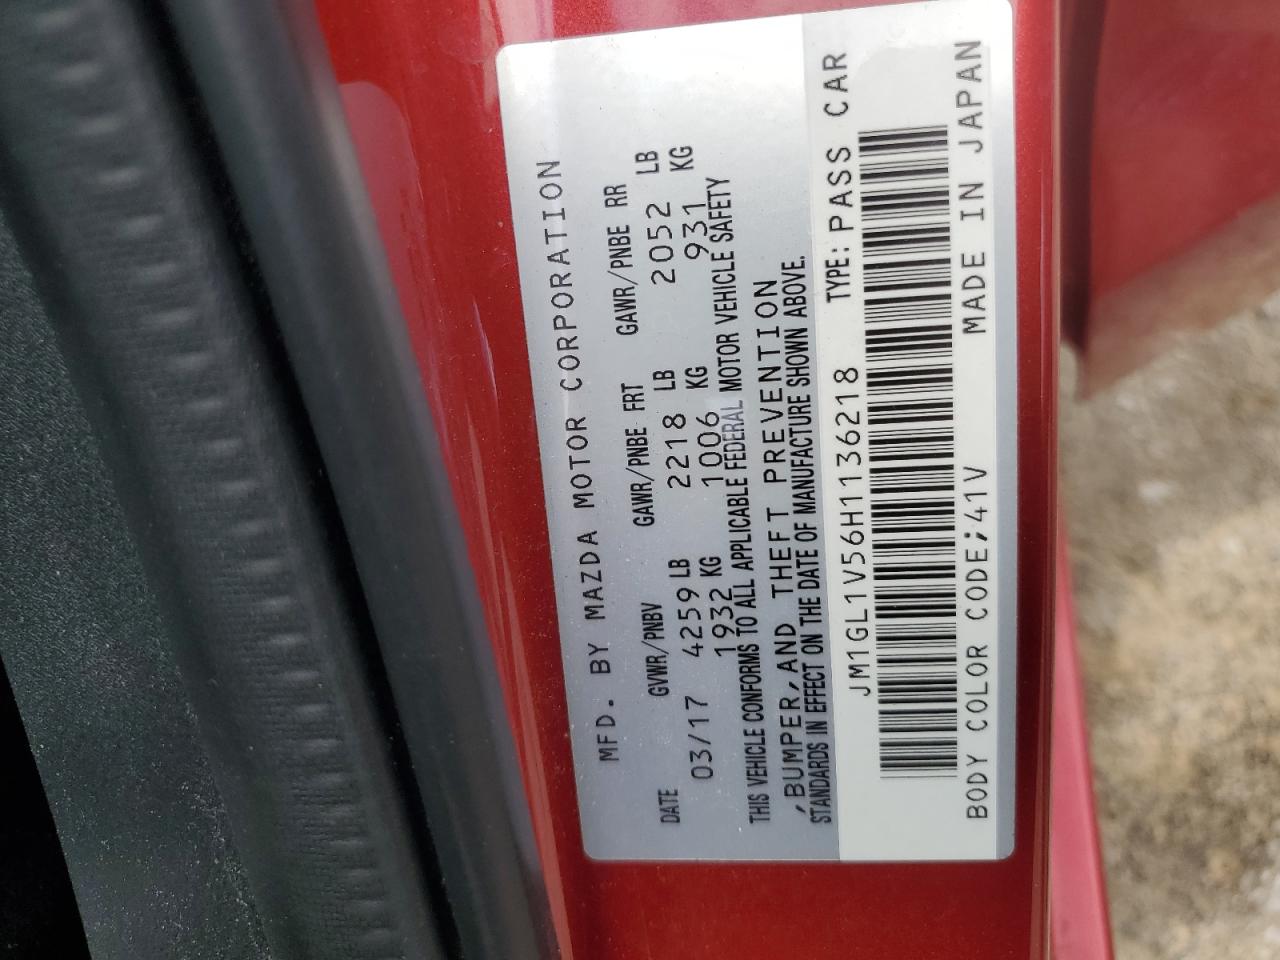 MFD. BY MAZDA MOTOR CORPORATION
DATE GVWR/PNBV GAWR/PNBE FRT GAWR/PNBE RR
03/17 4259 LB 2218 LB 2052 LB
1932 KG 1006 KG 931 KG
THIS VEHICLE CONFORMS TO ALL APPLICABLE FEDERAL MOTOR VEHICLE SAFETY
,BUMPER,AND THEFT PREVENTION
STANDARDS IN EFFECT ON THE DATE OF MANUFACTURE SHOWN ABOVE.
JM1GL1V56H1136218 TYPE:PASS CAR
BODY COLOR CODE;41V MADE IN JAPAN